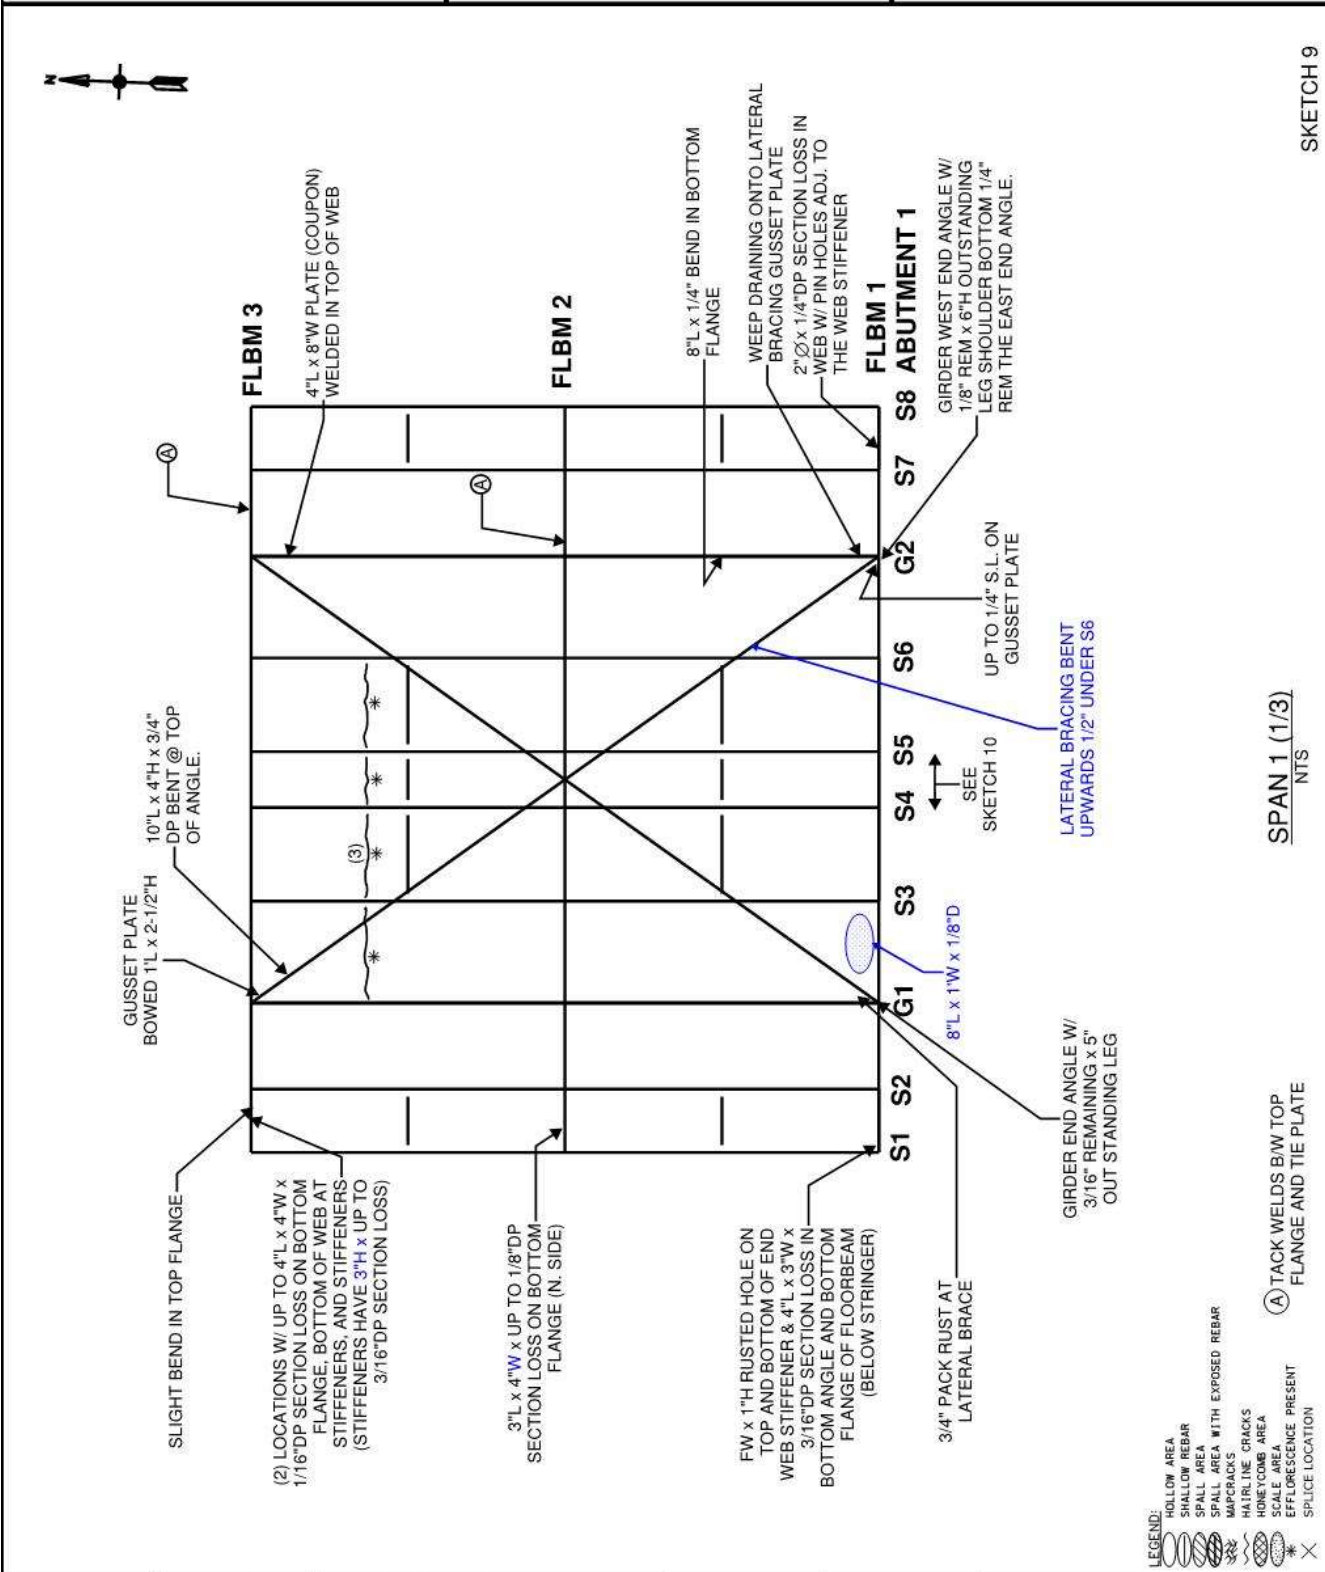 N
GUSSET PLATE
BOWED 1'L x 2-1/2"H
10"L x 4"H x 3/4"
DP BENT @ TOP
OF ANGLE.
SLIGHT BEND IN TOP FLANGE
A
FLBM 3
(2) LOCATIONS W/ UP TO 4"L x 4"W x
1/16"DP SECTION LOSS ON BOTTOM
FLANGE, BOTTOM OF WEB AT
STIFFENERS, AND STIFFENERS
(STIFFENERS HAVE 3"H x UP TO
3/16"DP SECTION LOSS)
4"L x 8"W PLATE (COUPON)
WELDED IN TOP OF WEB
(3)
*
*
*
*
A
3"L x 4"W x UP TO 1/8"DP
SECTION LOSS ON BOTTOM
FLANGE (N. SIDE)
FLBM 2
8"L x 1/4" BEND IN BOTTOM
FLANGE
WEEP DRAINING ONTO LATERAL
BRACING GUSSET PLATE
2"Ø x 1/4"DP SECTION LOSS IN
WEB W/ PIN HOLES ADJ. TO
THE WEB STIFFENER
FW x 1"H RUSTED HOLE ON
TOP AND BOTTOM OF END
WEB STIFFENER & 4"L x 3"W x
3/16"DP SECTION LOSS IN
BOTTOM ANGLE AND BOTTOM
FLANGE OF FLOORBEAM
(BELOW STRINGER)
FLBM 1
S1 S2 G1 S3 S4 S5 S6 G2 S7 S8 ABUTMENT 1
3/4" PACK RUST AT
LATERAL BRACE
8"L x 1'W x 1/8"D
SEE
SKETCH 10
UP TO 1/4" S.L. ON
GUSSET PLATE
GIRDER WEST END ANGLE W/
1/8" REM x 6"H OUTSTANDING
LEG SHOULDER BOTTOM 1/4"
REM THE EAST END ANGLE.
LATERAL BRACING BENT
UPWARDS 1/2" UNDER S6
GIRDER END ANGLE W/
3/16" REMAINING x 5"
OUT STANDING LEG
LEGEND:
HOLLOW AREA
SHALLOW REBAR
SPALL AREA
SPALL AREA WITH EXPOSED REBAR
MAPCRACKS
HAIRLINE CRACKS
HONEYCOMB AREA
SCALE AREA
* EFFLORESCENCE PRESENT
SPLICE LOCATION
A TACK WELDS B/W TOP
FLANGE AND TIE PLATE
SPAN 1 (1/3)
NTS
SKETCH 9